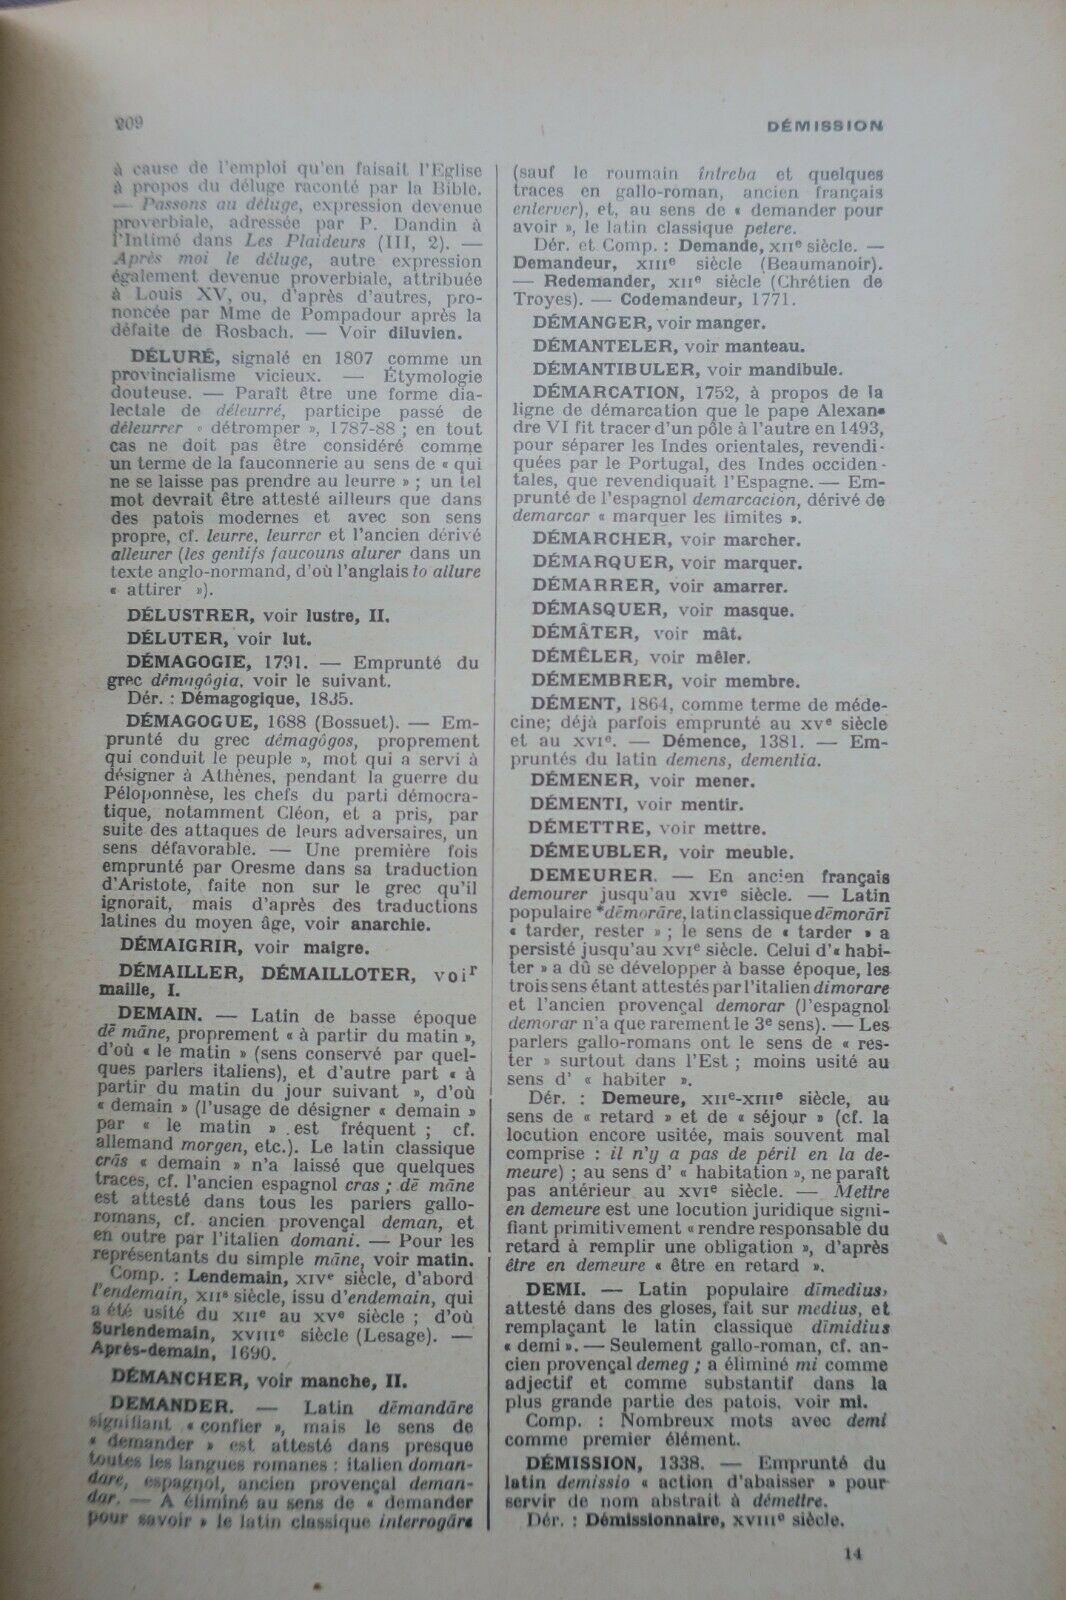 209
DÉMISSION
à cause de l'emploi qu'en faisait l'Eglise
à propos du déluge raconté par la Bible.
— Passons au déluge, expression devenue
proverbiale, adressée par P. Dandin à
l'Intimé dans Les Plaideurs (III, 2). —
Après moi le déluge, autre expression
également devenue proverbiale, attribuée
à Louis XV, ou, d'après d'autres, pro-
noncée par Mme de Pompadour après la
défaite de Rosbach. — Voir diluvien.
DÉLURÉ, signalé en 1807 comme un
provincialisme vicieux. — Étymologie
douteuse. — Paraît être une forme dia-
lectale de déleurré, participe passé de
déleurrer « détromper », 1787-88 ; en tout
cas ne doit pas être considéré comme
un terme de la fauconnerie au sens de « qui
ne se laisse pas prendre au leurre » ; un tel
mot devrait être attesté ailleurs que dans
des patois modernes et avec son sens
propre, cf. leurre, leurrer et l'ancien dérivé
alleurer (les gentifs faucouns alurer dans un
texte anglo-normand, d'où l'anglais to allure
« attirer »).
DÉLUSTRER, voir lustre, II.
DÉLUTER, voir lut.
DÉMAGOGIE, 1791. — Emprunté du
grec dêmagôgia, voir le suivant.
Dér. : Démagogique, 1835.
DÉMAGOGUE, 1688 (Bossuet). — Em-
prunté du grec dêmagôgos, proprement
qui conduit le peuple », mot qui a servi à
désigner à Athènes, pendant la guerre du
Péloponnèse, les chefs du parti démocra-
tique, notamment Cléon, et a pris, par
suite des attaques de leurs adversaires, un
sens défavorable. — Une première fois
emprunté par Oresme dans sa traduction
d'Aristote, faite non sur le grec qu'il
ignorait, mais d'après des traductions
latines du moyen âge, voir anarchie.
DÉMAIGRIR, voir maigre.
DÉMAILLER, DÉMAILLOTER, voir
maille, I.
DEMAIN. — Latin de basse époque
dē māne, proprement « à partir du matin »,
d'où « le matin » (sens conservé par quel-
ques parlers italiens), et d'autre part « à
partir du matin du jour suivant », d'où
« demain » (l'usage de désigner « demain »
par « le matin » est fréquent ; cf.
allemand morgen, etc.). Le latin classique
crās « demain » n'a laissé que quelques
traces, cf. l'ancien espagnol cras ; dē māne
est attesté dans tous les parlers gallo-
romans, cf. ancien provençal deman, et
en outre par l'italien domani. — Pour les
représentants du simple māne, voir matin.
Comp. : Lendemain, XIVe siècle, d'abord
l'endemain, XIIe siècle, issu d'endemain, qui
a été usité du XIIe au XVe siècle ; d'où
Surlendemain, XVIIIe siècle (Lesage). —
Après-demain, 1690.
DÉMANCHER, voir manche, II.
DEMANDER. — Latin dēmandāre
signifiant « confier », mais le sens de
« demander » est attesté dans presque
toutes les langues romanes : italien doman-
dare, espagnol, ancien provençal deman-
dar. — A éliminé au sens de « demander
pour savoir » le latin classique interrogāre
(sauf le roumain întreba et quelques
traces en gallo-roman, ancien français
enterver), et, au sens de « demander pour
avoir », le latin classique petere.
Dér. et Comp. : Demande, XIIe siècle. —
Demandeur, XIIIe siècle (Beaumanoir).
— Redemander, XIIe siècle (Chrétien de
Troyes). — Codemandeur, 1771.
DÉMANGER, voir manger.
DÉMANTELER, voir manteau.
DÉMANTIBULER, voir mandibule.
DÉMARCATION, 1752, à propos de la
ligne de démarcation que le pape Alexan-
dre VI fit tracer d'un pôle à l'autre en 1493,
pour séparer les Indes orientales, revendi-
quées par le Portugal, des Indes occiden-
tales, que revendiquait l'Espagne. — Em-
prunté de l'espagnol demarcacion, dérivé de
demarcar « marquer les limites ».
DÉMARCHER, voir marcher.
DÉMARQUER, voir marquer.
DÉMARRER, voir amarrer.
DÉMASQUER, voir masque.
DÉMÂTER, voir mât.
DÉMÊLER, voir mêler.
DÉMEMBRER, voir membre.
DÉMENT, 1864, comme terme de méde-
cine; déjà parfois emprunté au XVe siècle
et au XVIe. — Démence, 1381. — Em-
pruntés du latin demens, dementia.
DÉMENER, voir mener.
DÉMENTI, voir mentir.
DÉMETTRE, voir mettre.
DÉMEUBLER, voir meuble.
DEMEURER. — En ancien français
demourer jusqu'au XVIe siècle. — Latin
populaire *dēmorāre, latin classique dēmorārī
« tarder, rester » ; le sens de « tarder » a
persisté jusqu'au XVIe siècle. Celui d'« habi-
ter » a dû se développer à basse époque, les
trois sens étant attestés par l'italien dimorare
et l'ancien provençal demorar (l'espagnol
demorar n'a que rarement le 3e sens). — Les
parlers gallo-romans ont le sens de « res-
ter » surtout dans l'Est ; moins usité au
sens d' « habiter ».
Dér. : Demeure, XIIe-XIIIe siècle, au
sens de « retard » et de « séjour » (cf. la
locution encore usitée, mais souvent mal
comprise : il n'y a pas de péril en la de-
meure) ; au sens d' « habitation », ne paraît
pas antérieur au XVIe siècle. — Mettre
en demeure est une locution juridique signi-
fiant primitivement « rendre responsable du
retard à remplir une obligation », d'après
être en demeure « être en retard ».
DEMI. — Latin populaire dīmedius,
attesté dans des gloses, fait sur medius, et
remplaçant le latin classique dīmidius
« demi ». — Seulement gallo-roman, cf. an-
cien provençal demeg ; a éliminé mi comme
adjectif et comme substantif dans la
plus grande partie des patois, voir mi.
Comp. : Nombreux mots avec demi
comme premier élément.
DÉMISSION, 1338. — Emprunté du
latin demissio « action d'abaisser » pour
servir de nom abstrait à démettre.
Dér. : Démissionnaire, XVIIIe siècle.
14